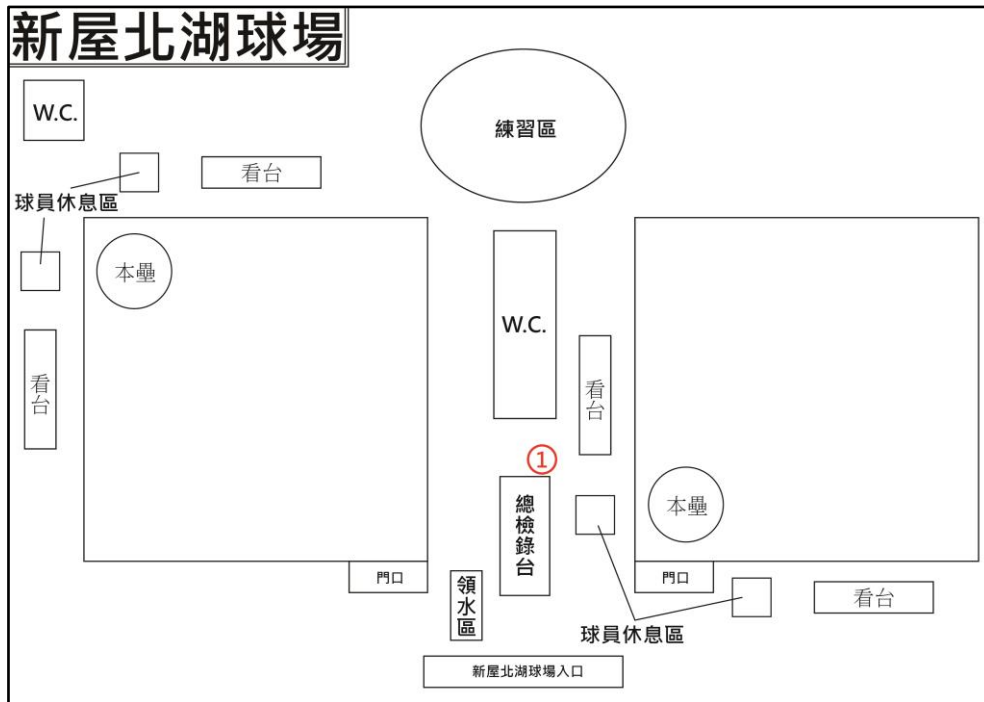 新屋北湖球場
W.C.
練習區
看台
球員休息區
本壘
W.C.
看台
看台
①
總檢錄台
本壘
門口
領水區
門口
看台
球員休息區
新屋北湖球場入口